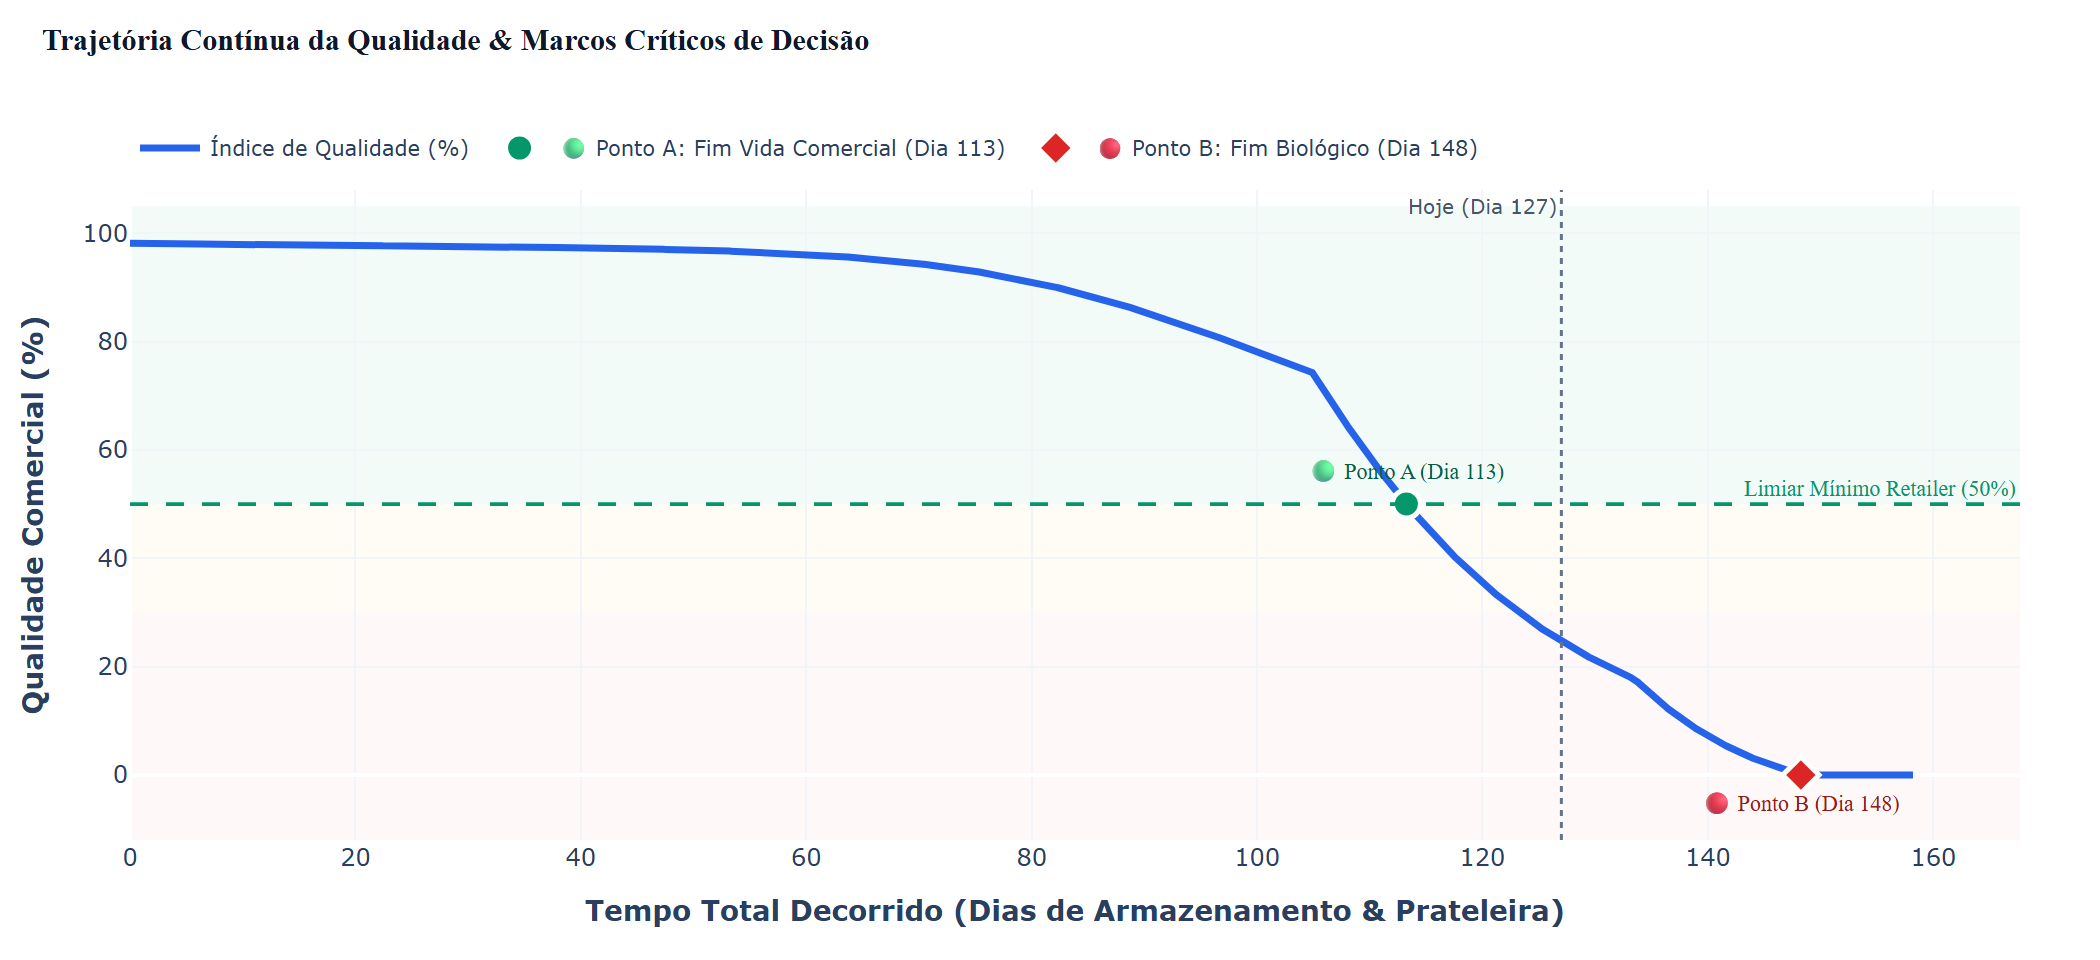 Trajetória Contínua da Qualidade & Marcos Críticos de Decisão
Índice de Qualidade (%)
Ponto A: Fim Vida Comercial (Dia 113)
Ponto B: Fim Biológico (Dia 148)
Hoje (Dia 127)
100
80
60
40
20
0
Qualidade Comercial (%)
Ponto A (Dia 113)
Limiar Mínimo Retailer (50%)
Ponto B (Dia 148)
0 20 40 60 80 100 120 140 160
Tempo Total Decorrido (Dias de Armazenamento & Prateleira)